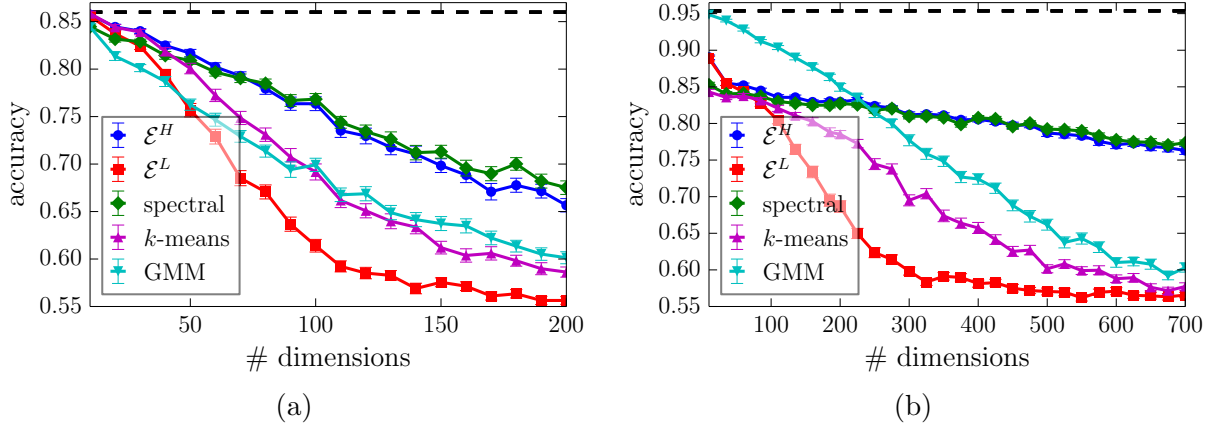 0.85
0.80
0.75
0.70
0.65
0.60
0.55
accuracy
ℰ^H
ℰ^L
spectral
k-means
GMM
50 100 150 200
# dimensions
(a)
0.95
0.90
0.85
0.80
0.75
0.70
0.65
0.60
0.55
accuracy
ℰ^H
ℰ^L
spectral
k-means
GMM
100 200 300 400 500 600 700
# dimensions
(b)